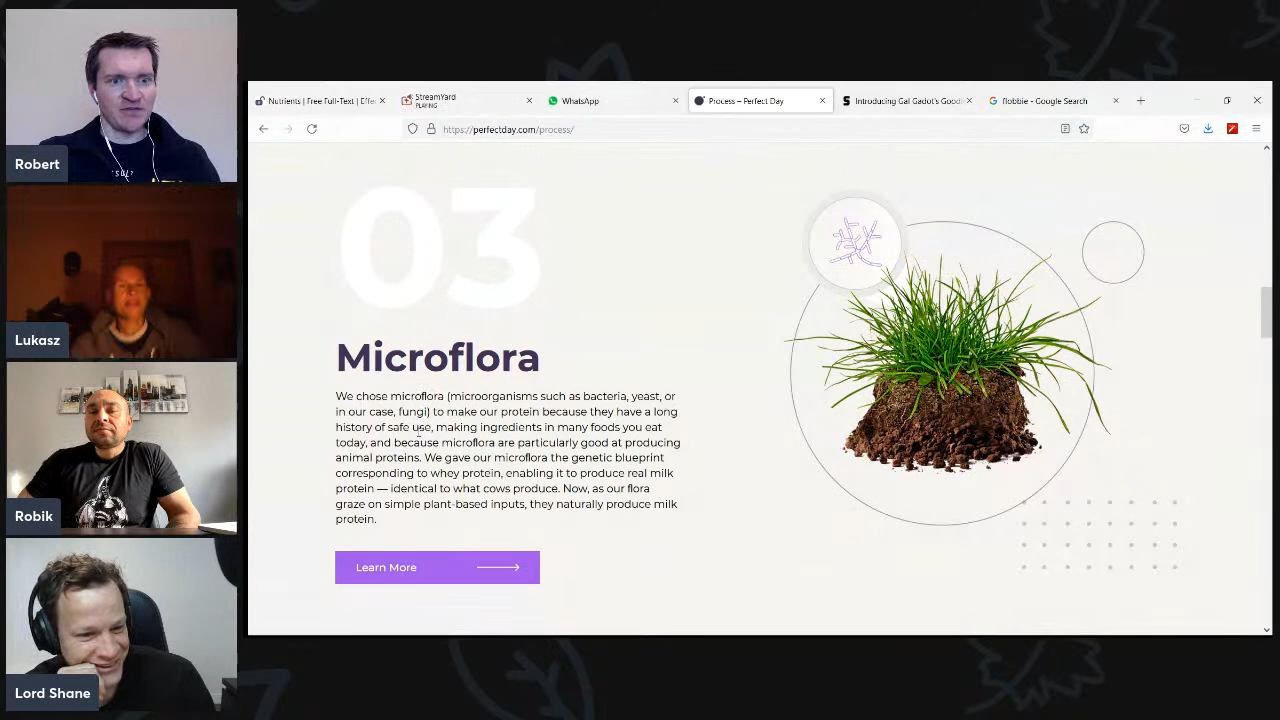 Nutrients | Free Full-Text | Effe
StreamYard
PLAYING
WhatsApp
Process – Perfect Day
Introducing Gal Gadot's Goodl
flobbie - Google Search
https://perfectday.com/process/
03
Microflora
We chose microflora (microorganisms such as bacteria, yeast, or
in our case, fungi) to make our protein because they have a long
history of safe use, making ingredients in many foods you eat
today, and because microflora are particularly good at producing
animal proteins. We gave our microflora the genetic blueprint
corresponding to whey protein, enabling it to produce real milk
protein — identical to what cows produce. Now, as our flora
graze on simple plant-based inputs, they naturally produce milk
protein.
Learn More
Robert
Lukasz
Robik
Lord Shane